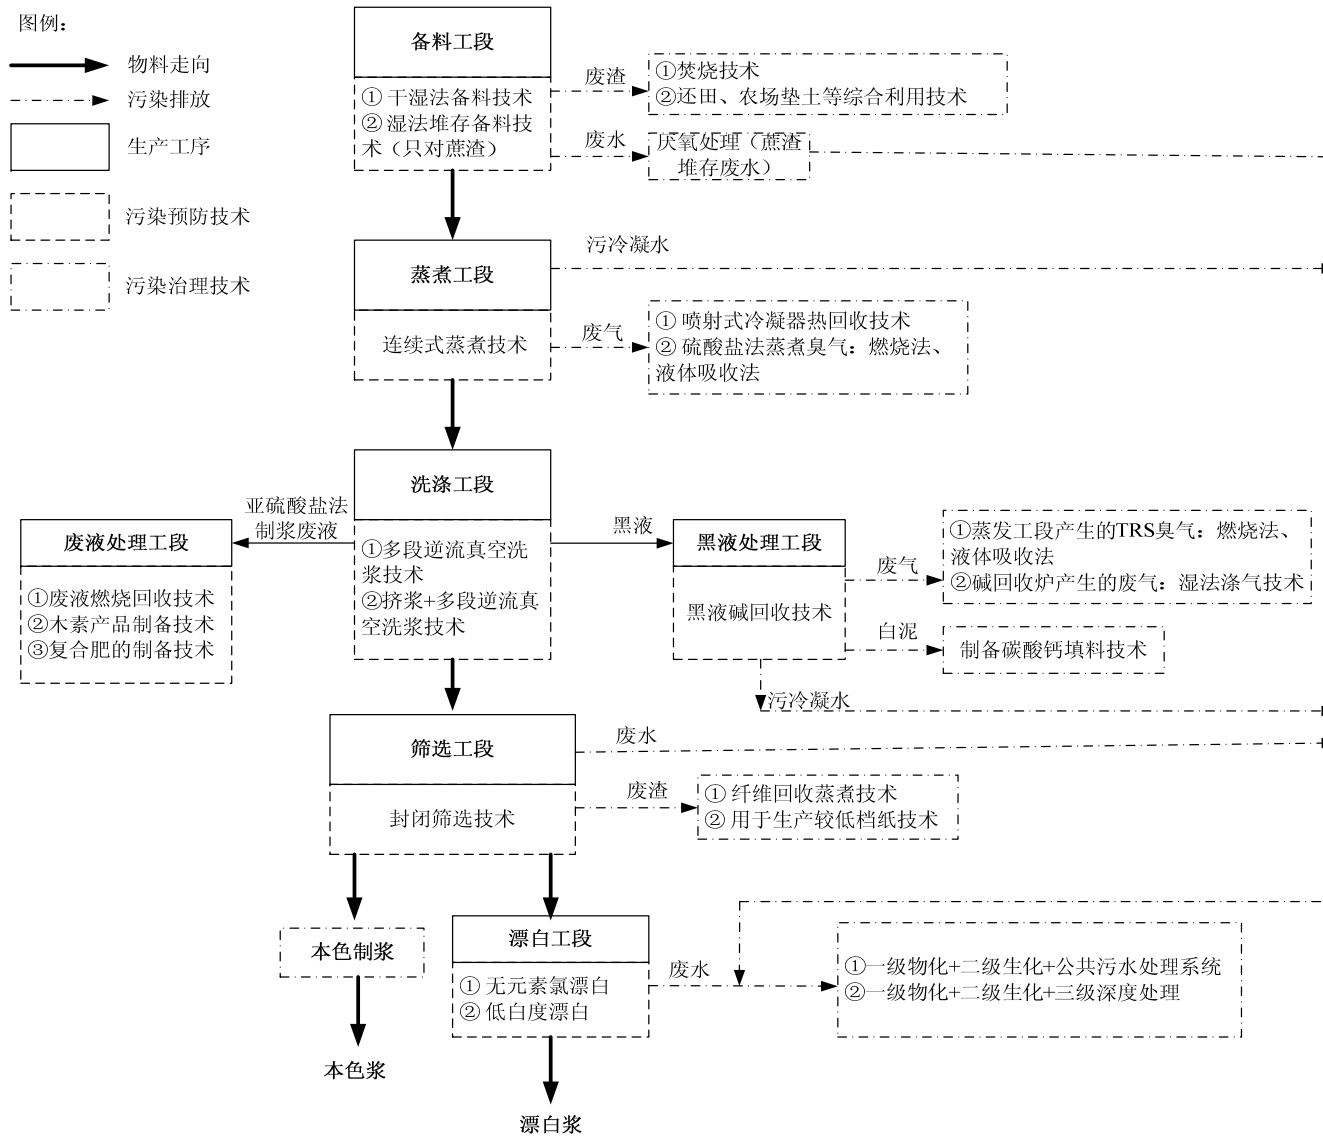 图例：
物料走向
污染排放
生产工序
污染预防技术
污染治理技术
备料工段
① 干湿法备料技术
② 湿法堆存备料技
术（只对蔗渣）
废渣
①焚烧技术
②还田、农场垫土等综合利用技术
废水
厌氧处理（蔗渣
堆存废水）
蒸煮工段
连续式蒸煮技术
污冷凝水
废气
① 喷射式冷凝器热回收技术
② 硫酸盐法蒸煮臭气：燃烧法、
液体吸收法
洗涤工段
①多段逆流真空洗
浆技术
②挤浆+多段逆流真
空洗浆技术
亚硫酸盐法
制浆废液
废液处理工段
①废液燃烧回收技术
②木素产品制备技术
③复合肥的制备技术
黑液
黑液处理工段
黑液碱回收技术
废气
①蒸发工段产生的TRS臭气：燃烧法、
液体吸收法
②碱回收炉产生的废气：湿法涤气技术
白泥
制备碳酸钙填料技术
污冷凝水
筛选工段
封闭筛选技术
废水
废渣
① 纤维回收蒸煮技术
② 用于生产较低档纸技术
本色制浆
本色浆
漂白工段
① 无元素氯漂白
② 低白度漂白
废水
①一级物化+二级生化+公共污水处理系统
②一级物化+二级生化+三级深度处理
漂白浆